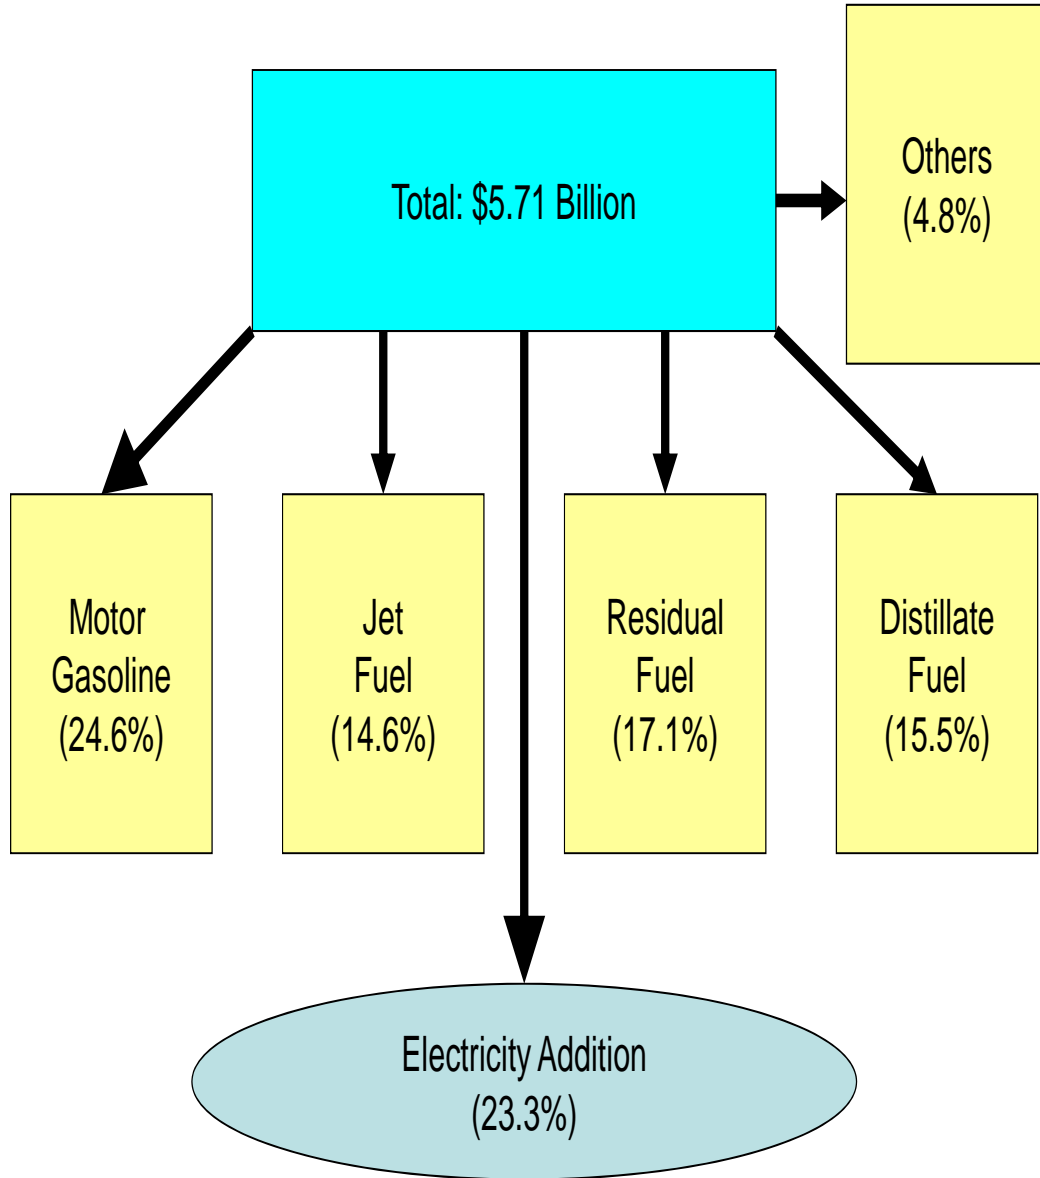 Others
(4.8%)
Total: $5.71 Billion
Motor
Gasoline
(24.6%)
Jet
Fuel
(14.6%)
Residual
Fuel
(17.1%)
Distillate
Fuel
(15.5%)
Electricity Addition
(23.3%)